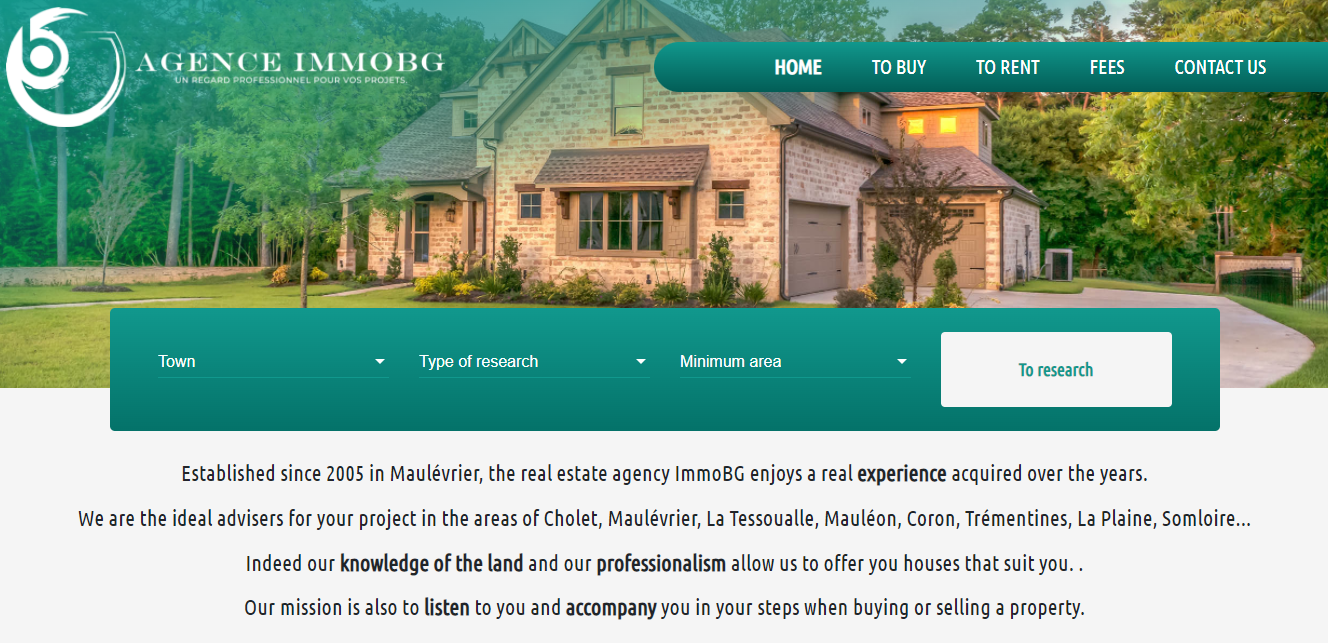 AGENCE IMMOBG
UN REGARD PROFESSIONNEL POUR VOS PROJETS.
HOME TO BUY TO RENT FEES CONTACT US
Town Type of research Minimum area To research
Established since 2005 in Maulévrier, the real estate agency ImmoBG enjoys a real experience acquired over the years.
We are the ideal advisers for your project in the areas of Cholet, Maulévrier, La Tessoualle, Mauléon, Coron, Trémentines, La Plaine, Somloire...
Indeed our knowledge of the land and our professionalism allow us to offer you houses that suit you. .
Our mission is also to listen to you and accompany you in your steps when buying or selling a property.